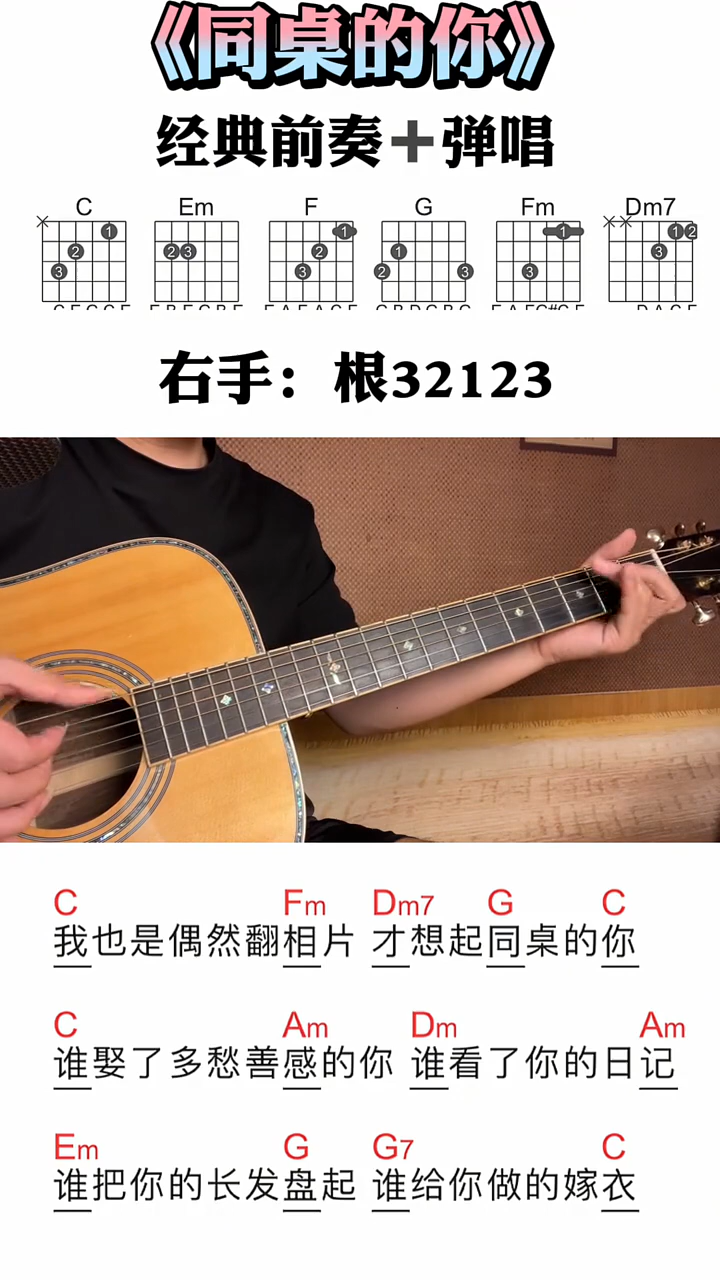 《同桌的你》
经典前奏➕弹唱
C Em F G Fm Dm7
右手：根32123
C Fm Dm7 G C
我也是偶然翻相片 才想起同桌的你
C Am Dm Am
谁娶了多愁善感的你 谁看了你的日记
Em G G7 C
谁把你的长发盘起 谁给你做的嫁衣